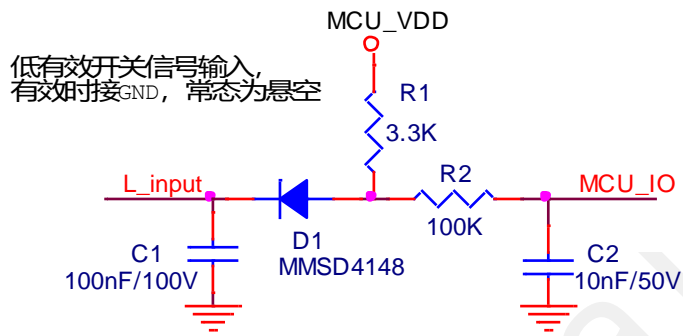 MCU_VDD
低有效开关信号输入,
有效时接GND, 常态为悬空
R1
3.3K
L_input
R2
MCU_IO
100K
C1
100nF/100V
D1
MMSD4148
C2
10nF/50V